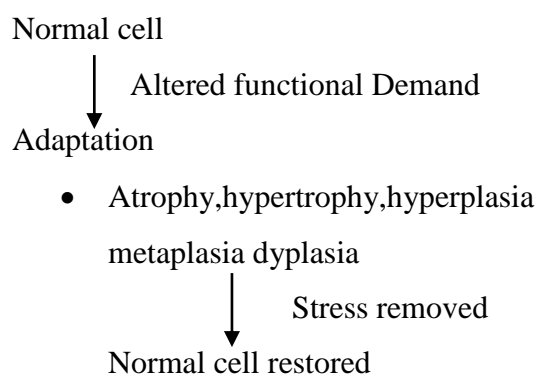 Normal cell
Altered functional Demand
Adaptation
• Atrophy,hypertrophy,hyperplasia
metaplasia dyplasia
Stress removed
Normal cell restored